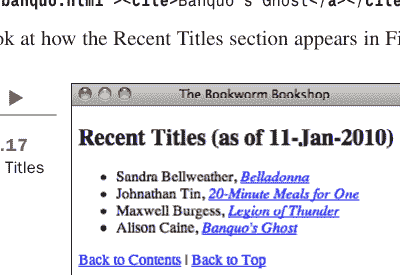 banquo.html"><cite>Banquo's Ghost</a></cite
ok at how the Recent Titles section appears in Fi
.17
Titles
The Bookworm Bookshop
Recent Titles (as of 11-Jan-2010)
• Sandra Bellweather, Belladonna
• Johnathan Tin, 20-Minute Meals for One
• Maxwell Burgess, Legion of Thunder
• Alison Caine, Banquo's Ghost
Back to Contents | Back to Top